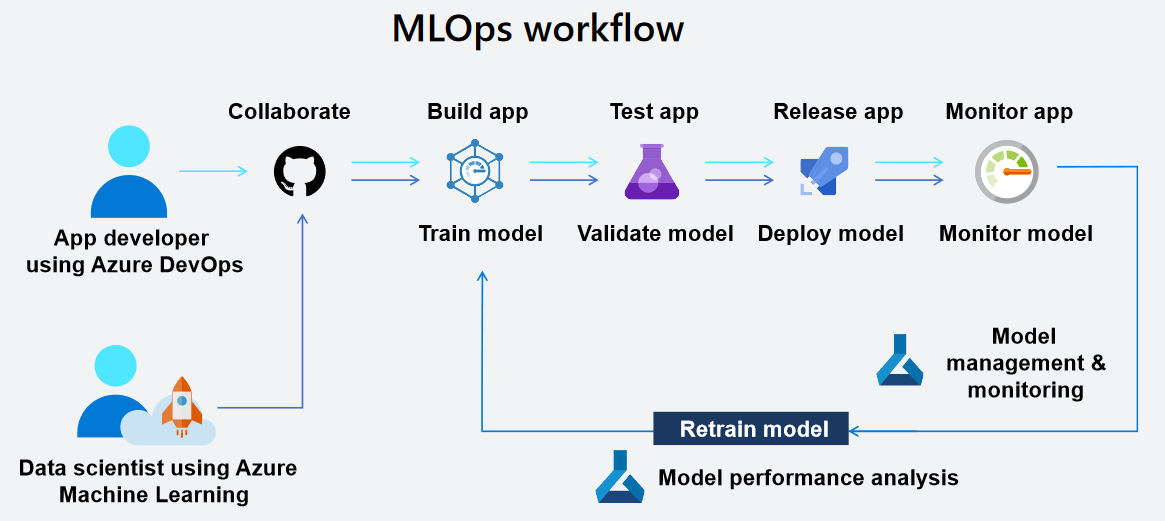 MLOps workflow
Collaborate
Build app
Test app
Release app
Monitor app
App developer
using Azure DevOps
Train model
Validate model
Deploy model
Monitor model
Model
management &
monitoring
Retrain model
Data scientist using Azure
Machine Learning
Model performance analysis